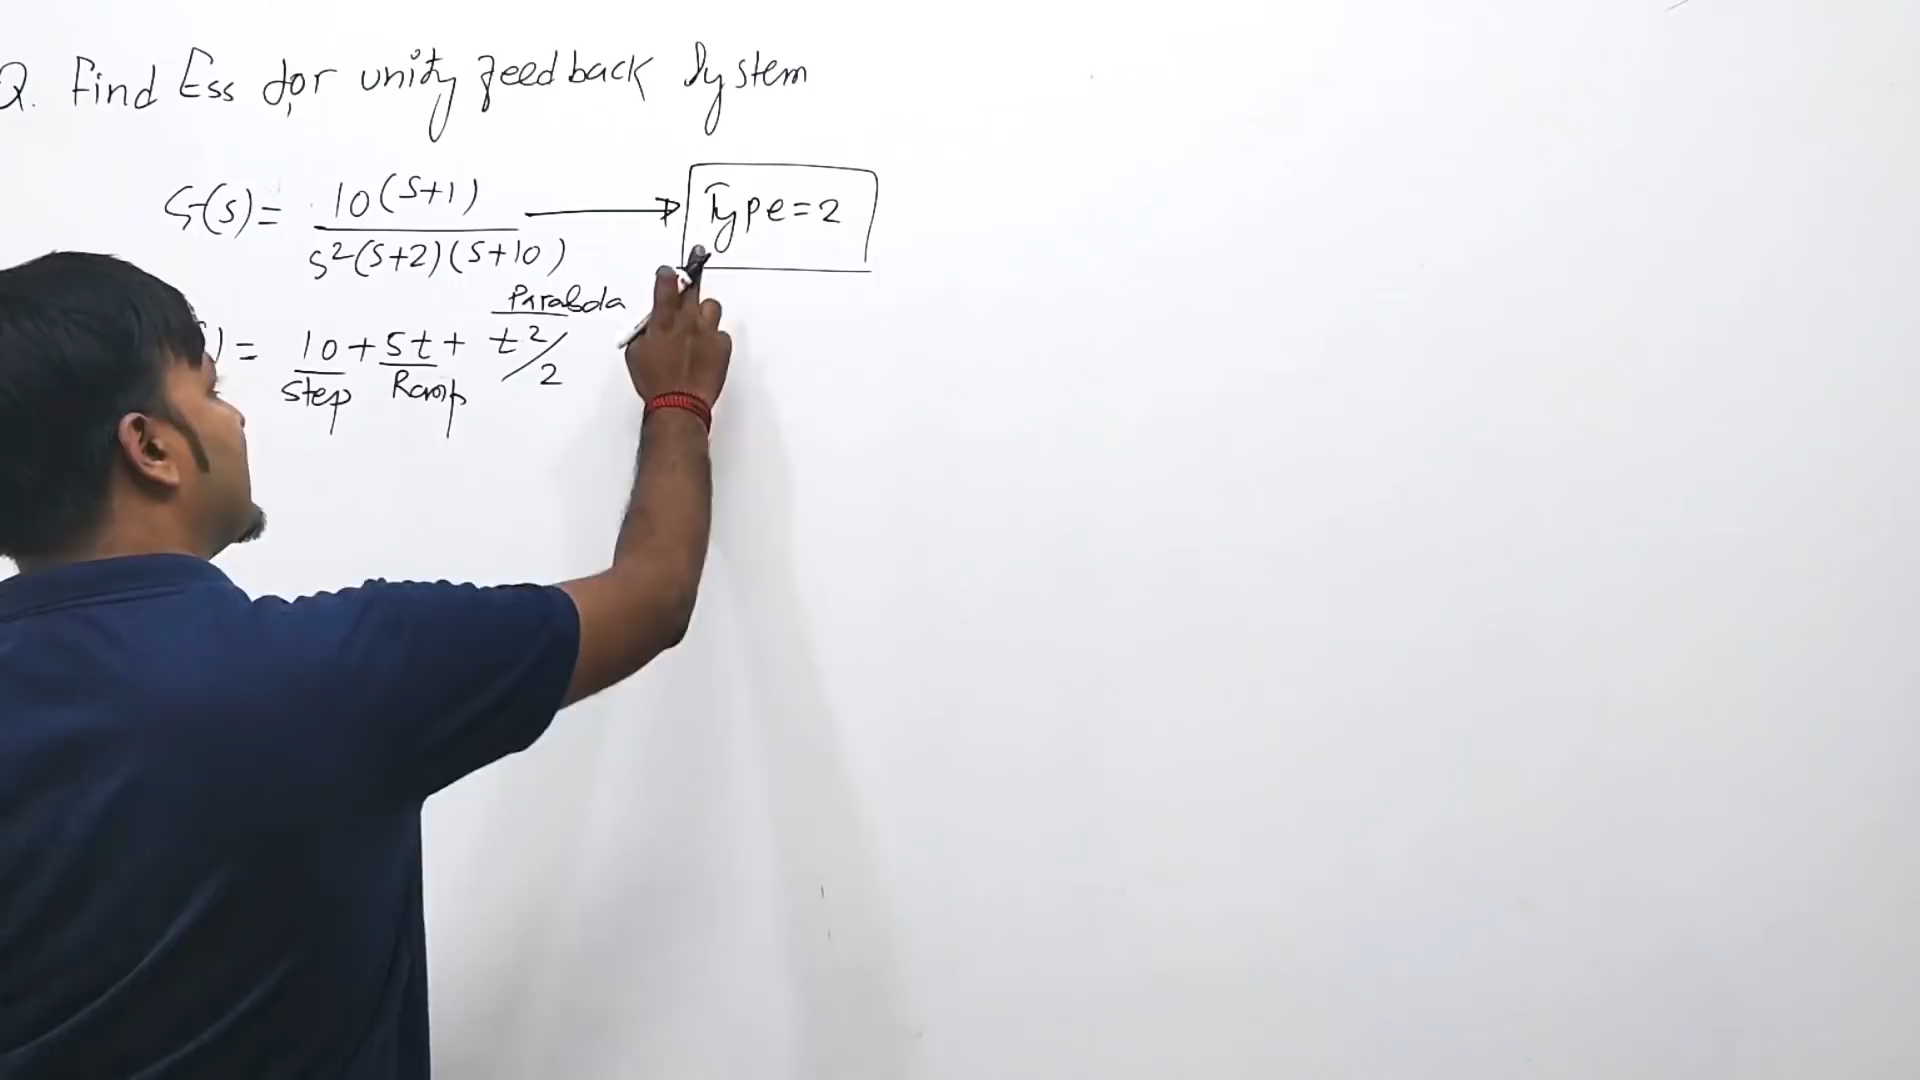 Q. Find Ess for unity feedback System
G(s) = 10(s+1)
s2(s+2)(s+10)
Type=2
Parabola
) = 10 + 5t + t2/2
Step Ramp